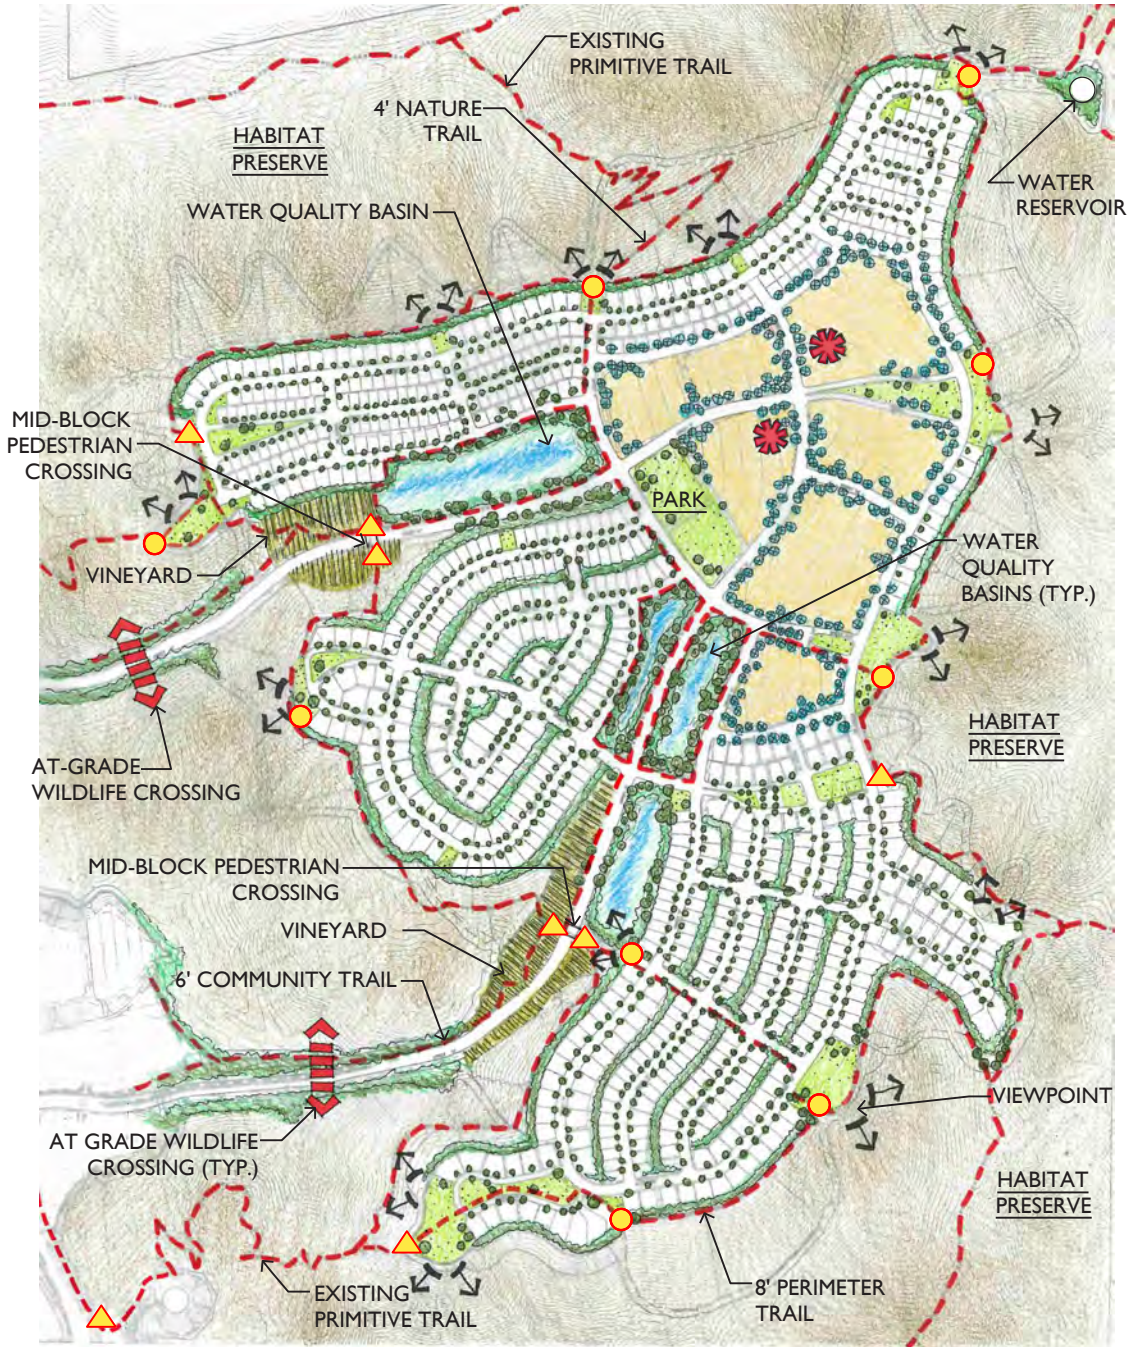 EXISTING
PRIMITIVE TRAIL
4' NATURE
TRAIL
HABITAT
PRESERVE
WATER
RESERVOIR
WATER QUALITY BASIN
MID-BLOCK
PEDESTRIAN
CROSSING
PARK
VINEYARD
WATER
QUALITY
BASINS (TYP.)
HABITAT
PRESERVE
AT-GRADE
WILDLIFE CROSSING
MID-BLOCK PEDESTRIAN
CROSSING
VINEYARD
6' COMMUNITY TRAIL
VIEWPOINT
AT GRADE WILDLIFE
CROSSING (TYP.)
HABITAT
PRESERVE
EXISTING
PRIMITIVE TRAIL
8' PERIMETER
TRAIL